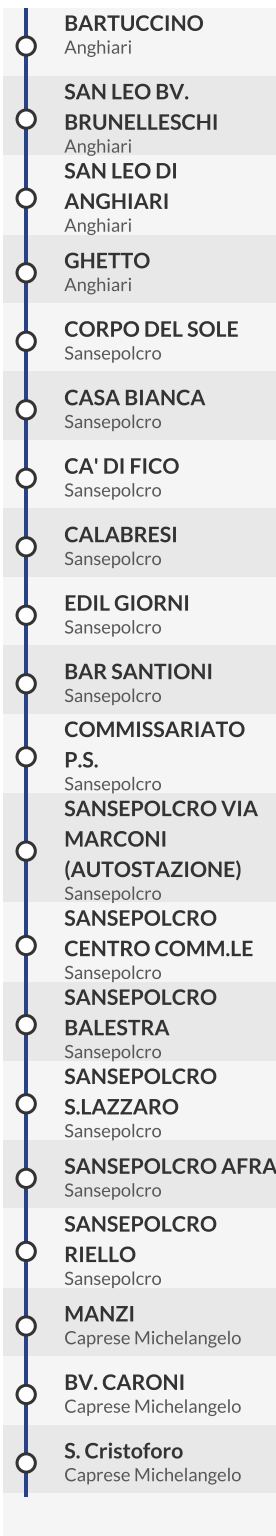 BARTUCCINO
Anghiari
SAN LEO BV.
BRUNELLESCHI
Anghiari
SAN LEO DI
ANGHIARI
Anghiari
GHETTO
Anghiari
CORPO DEL SOLE
Sansepolcro
CASA BIANCA
Sansepolcro
CA' DI FICO
Sansepolcro
CALABRESI
Sansepolcro
EDIL GIORNI
Sansepolcro
BAR SANTIONI
Sansepolcro
COMMISSARIATO
P.S.
Sansepolcro
SANSEPOLCRO VIA
MARCONI
(AUTOSTAZIONE)
Sansepolcro
SANSEPOLCRO
CENTRO COMM.LE
Sansepolcro
SANSEPOLCRO
BALESTRA
Sansepolcro
SANSEPOLCRO
S.LAZZARO
Sansepolcro
SANSEPOLCRO AFRA
Sansepolcro
SANSEPOLCRO
RIELLO
Sansepolcro
MANZI
Caprese Michelangelo
BV. CARONI
Caprese Michelangelo
S. Cristoforo
Caprese Michelangelo